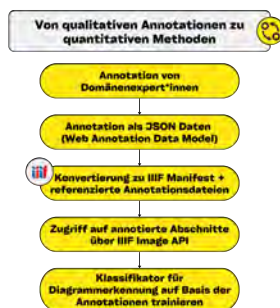 Von qualitativen Annotationen zu
quantitativen Methoden
Annotation von
Domänenexpert*innen
Annotation als JSON Daten
(Web Annotation Data Model)
iiif
Konvertierung zu IIIF Manifest +
referenzierte Annotationsdateien
Zugriff auf annotierte Abschnitte
über IIIF Image API
Klassifikator für
Diagrammerkennung auf Basis der
Annotationen trainieren